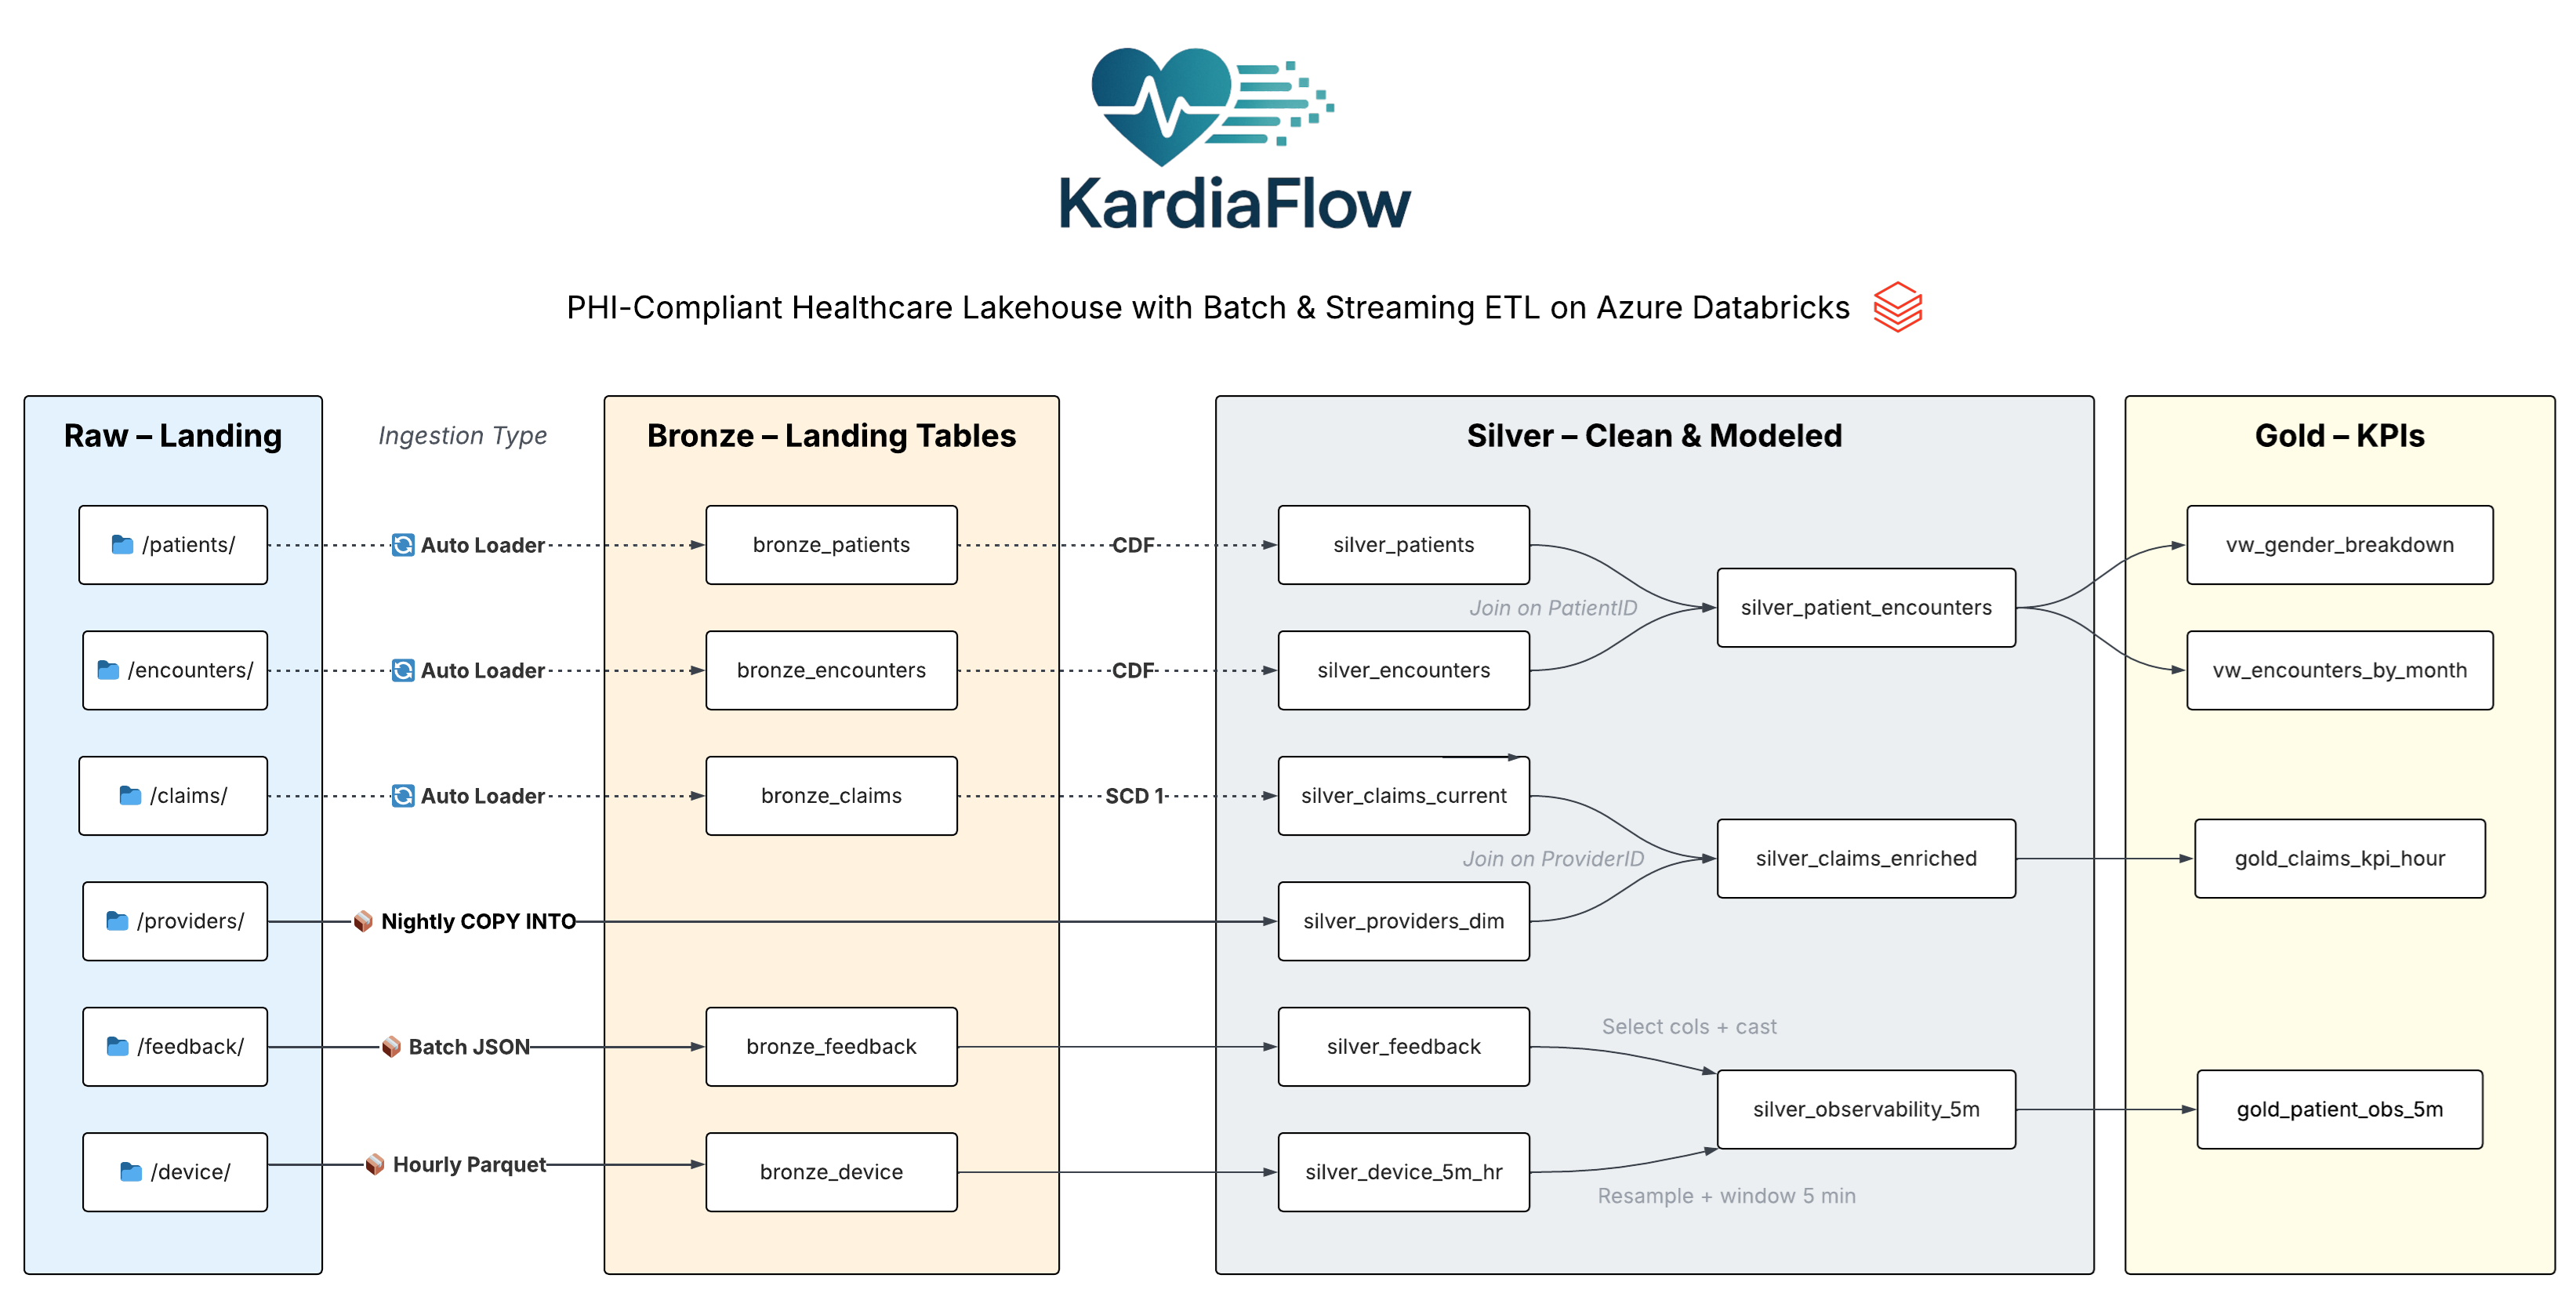 KardiaFlow
PHI-Compliant Healthcare Lakehouse with Batch & Streaming ETL on Azure Databricks
Raw – Landing
Ingestion Type
Bronze – Landing Tables
Silver – Clean & Modeled
Gold – KPIs
/patients/
Auto Loader
bronze_patients
CDF
silver_patients
vw_gender_breakdown
Join on PatientID
silver_patient_encounters
/encounters/
Auto Loader
bronze_encounters
CDF
silver_encounters
vw_encounters_by_month
/claims/
Auto Loader
bronze_claims
SCD 1
silver_claims_current
Join on ProviderID
silver_claims_enriched
gold_claims_kpi_hour
/providers/
Nightly COPY INTO
silver_providers_dim
/feedback/
Batch JSON
bronze_feedback
silver_feedback
Select cols + cast
silver_observability_5m
gold_patient_obs_5m
/device/
Hourly Parquet
bronze_device
silver_device_5m_hr
Resample + window 5 min